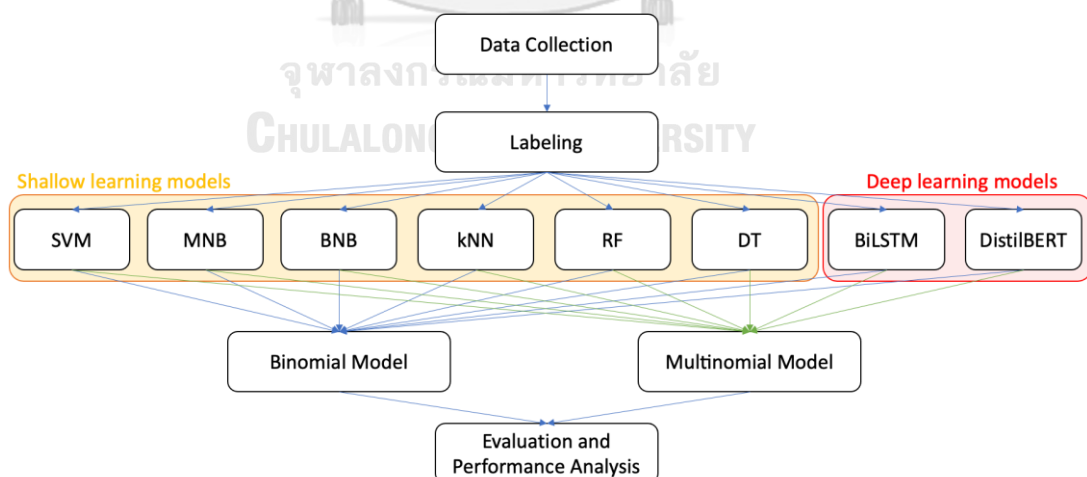 Data Collection
จุฬาลงกรณ์มหาวิทยาลัย
Labeling
Shallow learning models
Deep learning models
SVM
MNB
BNB
kNN
RF
DT
BiLSTM
DistilBERT
Binomial Model
Multinomial Model
Evaluation and
Performance Analysis